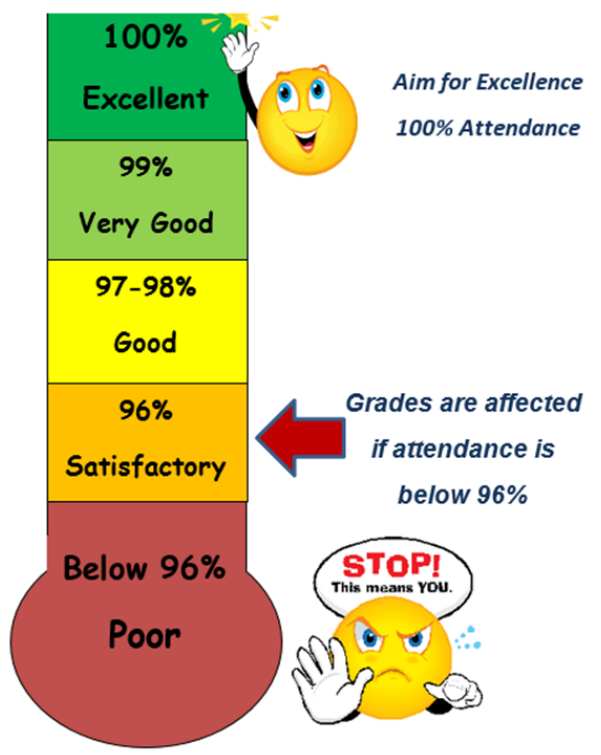 100%
Excellent
Aim for Excellence
100% Attendance
99%
Very Good
97-98%
Good
96%
Satisfactory
Grades are affected
if attendance is
below 96%
Below 96%
Poor
STOP!
This means YOU.